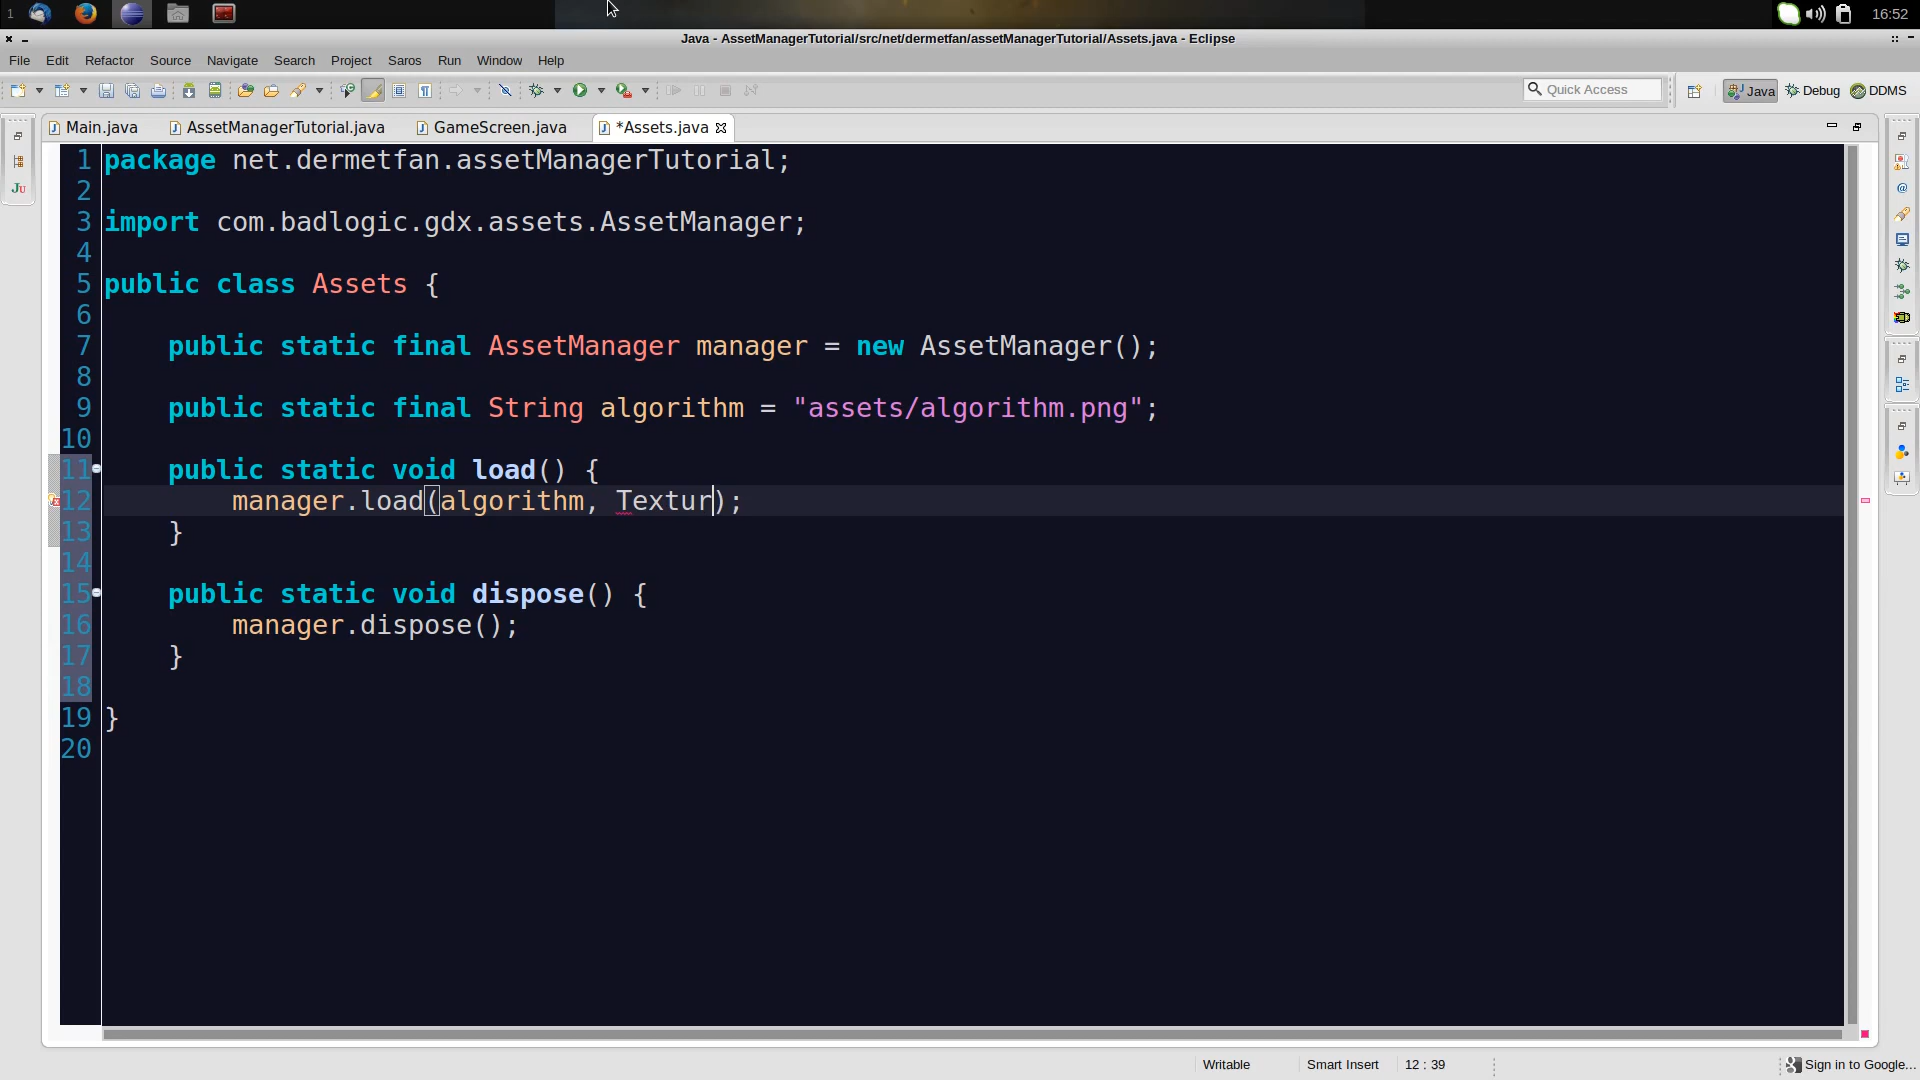 1 16:52
Java - AssetManagerTutorial/src/net/dermetfan/assetManagerTutorial/Assets.java - Eclipse
File Edit Refactor Source Navigate Search Project Saros Run Window Help
Quick Access Java Debug DDMS
Main.java AssetManagerTutorial.java GameScreen.java *Assets.java
1 package net.dermetfan.assetManagerTutorial;
2
3 import com.badlogic.gdx.assets.AssetManager;
4
5 public class Assets {
6
7 public static final AssetManager manager = new AssetManager();
8
9 public static final String algorithm = "assets/algorithm.png";
10
11 public static void load() {
12 manager.load(algorithm, Textur);
13 }
14
15 public static void dispose() {
16 manager.dispose();
17 }
18
19 }
20
Writable Smart Insert 12 : 39 Sign in to Google...